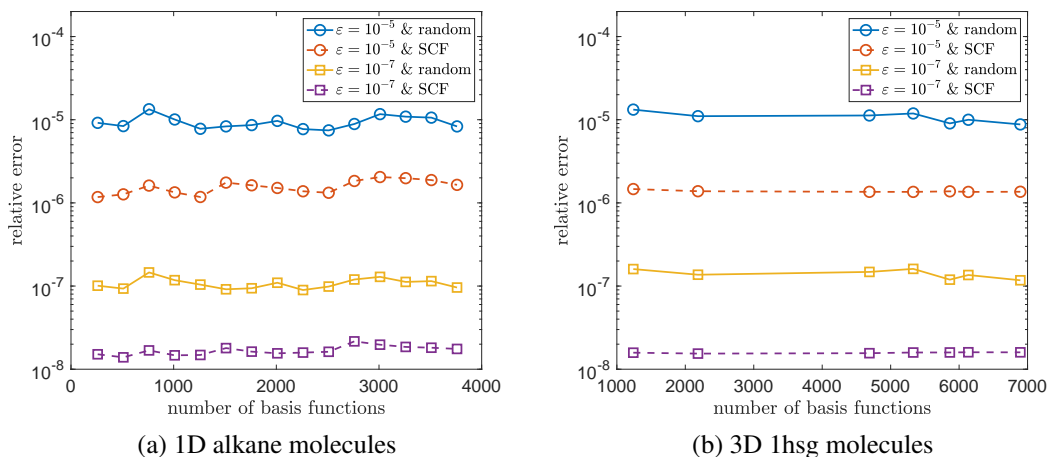 10^{-4}
10^{-5}
10^{-6}
10^{-7}
10^{-8}
relative error
ε = 10^{-5} & random
ε = 10^{-5} & SCF
ε = 10^{-7} & random
ε = 10^{-7} & SCF
0 1000 2000 3000 4000
number of basis functions
(a) 1D alkane molecules
10^{-4}
10^{-5}
10^{-6}
10^{-7}
10^{-8}
relative error
ε = 10^{-5} & random
ε = 10^{-5} & SCF
ε = 10^{-7} & random
ε = 10^{-7} & SCF
1000 2000 3000 4000 5000 6000 7000
number of basis functions
(b) 3D 1hsg molecules